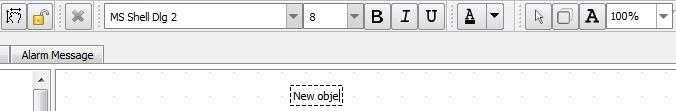 MS Shell Dlg 2 8 B I U A A 100%
Alarm Message
New obje